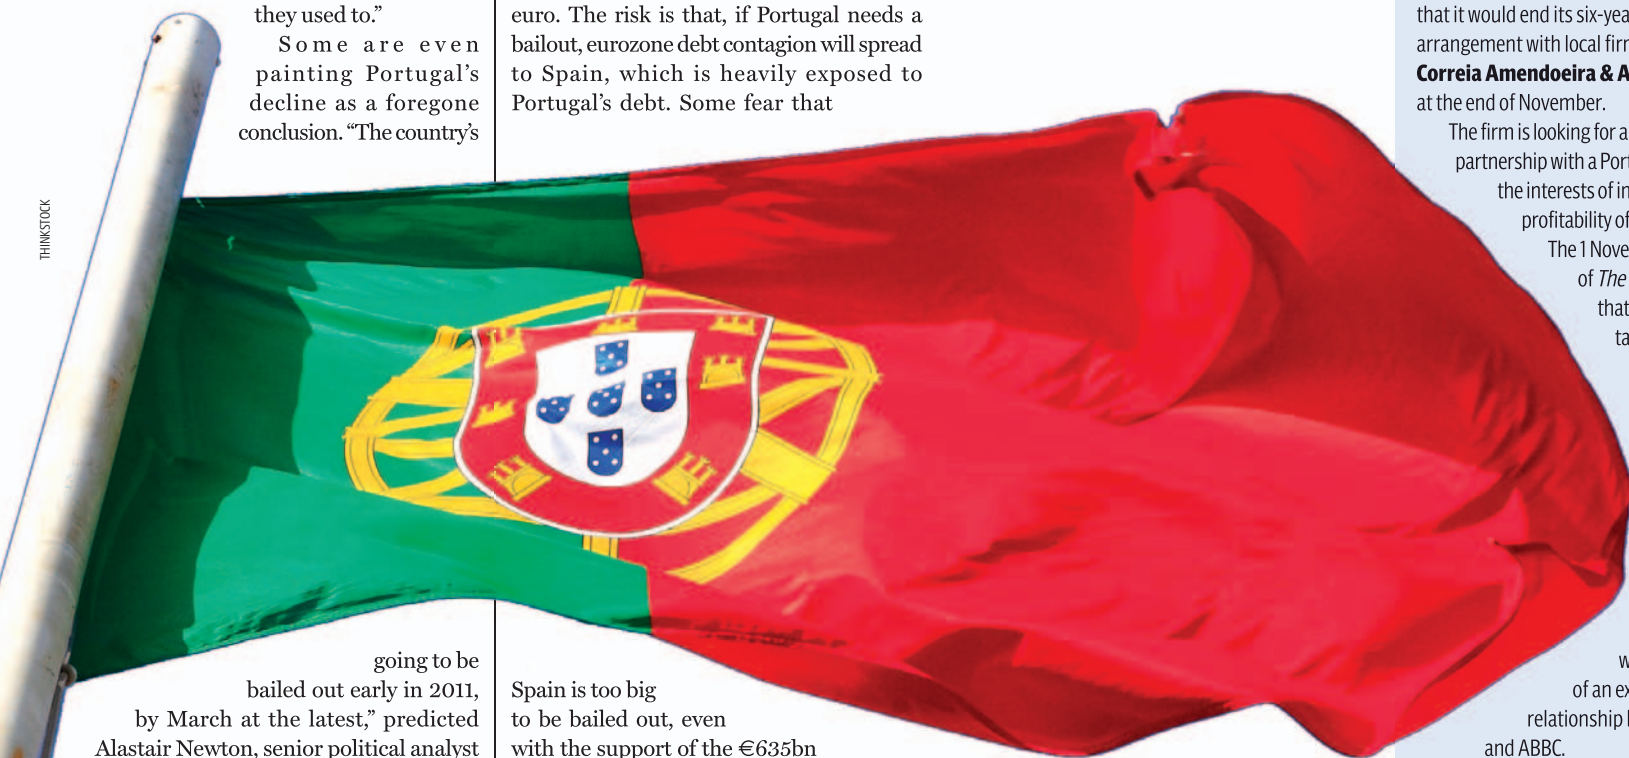 THINKSTOCK
they used to.”
Some are even
painting Portugal’s
decline as a foregone
conclusion. “The country’s
going to be
bailed out early in 2011,
by March at the latest,” predicted
Alastair Newton, senior political analyst
euro. The risk is that, if Portugal needs a
bailout, eurozone debt contagion will spread
to Spain, which is heavily exposed to
Portugal’s debt. Some fear that
Spain is too big
to be bailed out, even
with the support of the €635bn
that it would end its six-yea
arrangement with local firm
Correia Amendoeira & A
at the end of November.
The firm is looking for a
partnership with a Port
the interests of in
profitability of
The 1 Nove
of The
that
ta
w
of an ex
relationship
and ABBC.